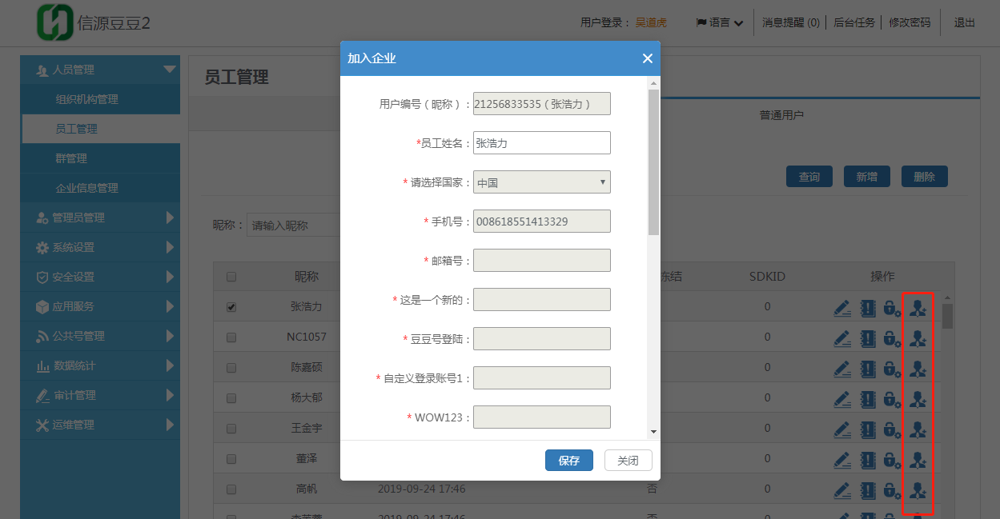 信源豆豆2
用户登录： 吴道虎 语言 消息提醒 (0) 后台任务 修改密码 退出
人员管理
组织机构管理
员工管理
群管理
企业信息管理
管理员管理
系统设置
安全设置
应用服务
公共号管理
数据统计
审计管理
运维管理
员工管理
普通用户
查询 新增 删除
昵称： 请输入昵称
昵称 冻结 SDKID 操作
张浩力 0
NC1057 0
陈嘉硕 0
杨大郁 0
王金宇 0
董泽 0
高帆 2019-09-24 17:46 否 0
2019-09-24 17:46 否
加入企业
用户编号（昵称）: 21256833535（张浩力）
*员工姓名: 张浩力
* 请选择国家: 中国
* 手机号: 008618551413329
* 邮箱号:
* 这是一个新的:
* 豆豆号登陆:
* 自定义登录账号1:
* WOW123:
保存 关闭